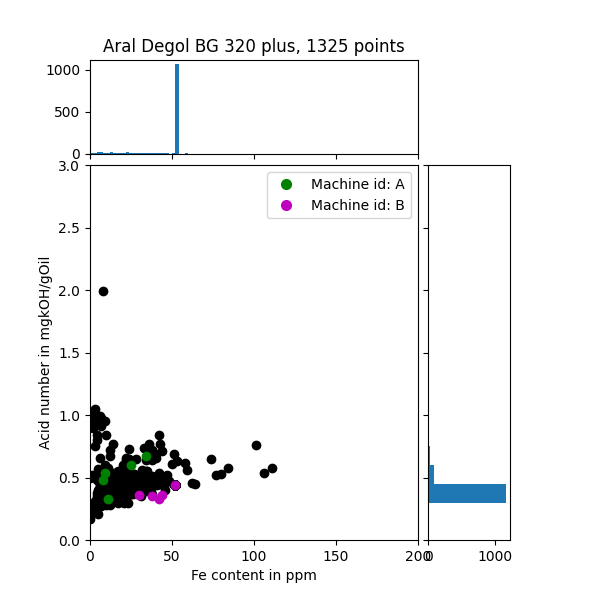 Aral Degol BG 320 plus, 1325 points
1000
500
0
3.0
2.5
2.0
1.5
1.0
0.5
0.0
Acid number in mgkOH/gOil
Machine id: A
Machine id: B
0 50 100 150 200
0 1000
Fe content in ppm